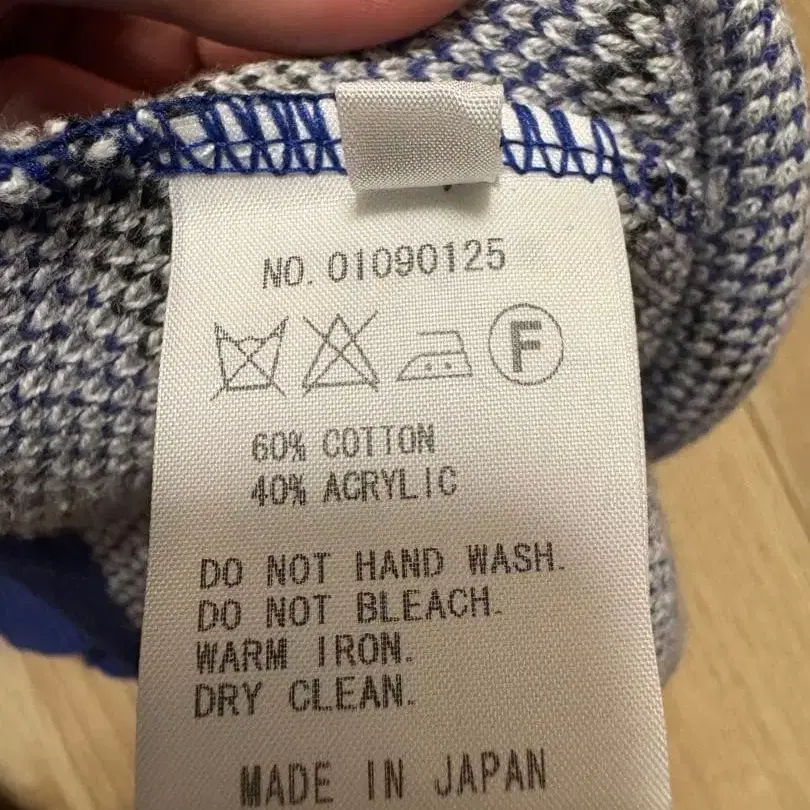 NO. 01090125
F
60% COTTON
40% ACRYLIC
DO NOT HAND WASH.
DO NOT BLEACH.
WARM IRON.
DRY CLEAN.
MADE IN JAPAN